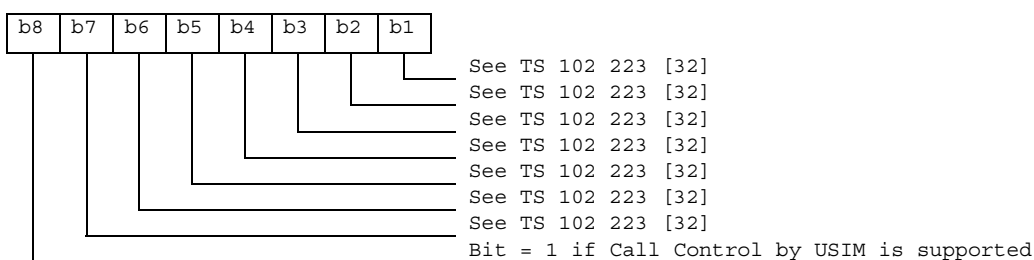 b8 b7 b6 b5 b4 b3 b2 b1
See TS 102 223 [32]
See TS 102 223 [32]
See TS 102 223 [32]
See TS 102 223 [32]
See TS 102 223 [32]
See TS 102 223 [32]
See TS 102 223 [32]
Bit = 1 if Call Control by USIM is supported